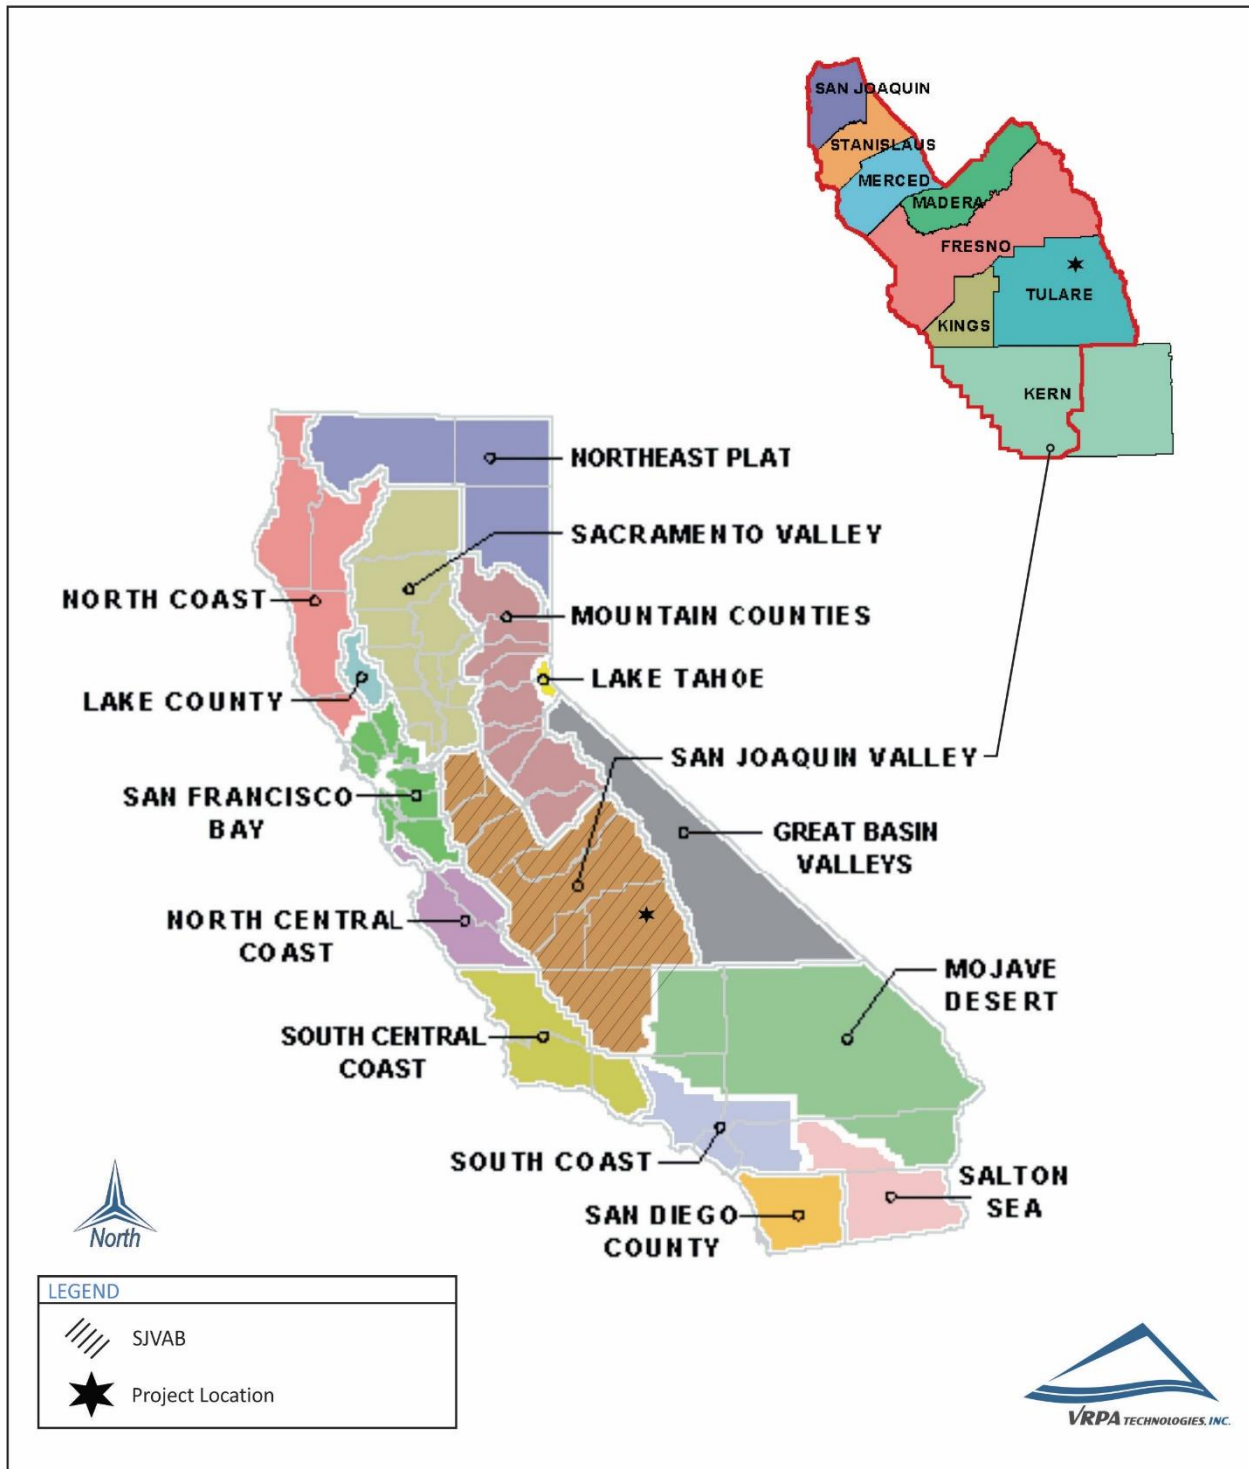 SAN JOAQUIN
STANISLAUS
MERCED
MADERA
FRESNO
TULARE
KINGS
KERN
NORTHEAST PLAT
SACRAMENTO VALLEY
NORTH COAST
MOUNTAIN COUNTIES
LAKE TAHOE
LAKE COUNTY
SAN JOAQUIN VALLEY
SAN FRANCISCO
BAY
GREAT BASIN
VALLEYS
NORTH CENTRAL
COAST
MOJAVE
DESERT
SOUTH CENTRAL
COAST
SOUTH COAST
SALTON
SEA
SAN DIEGO
COUNTY
North
LEGEND
SJVAB
Project Location
VRPA TECHNOLOGIES, INC.